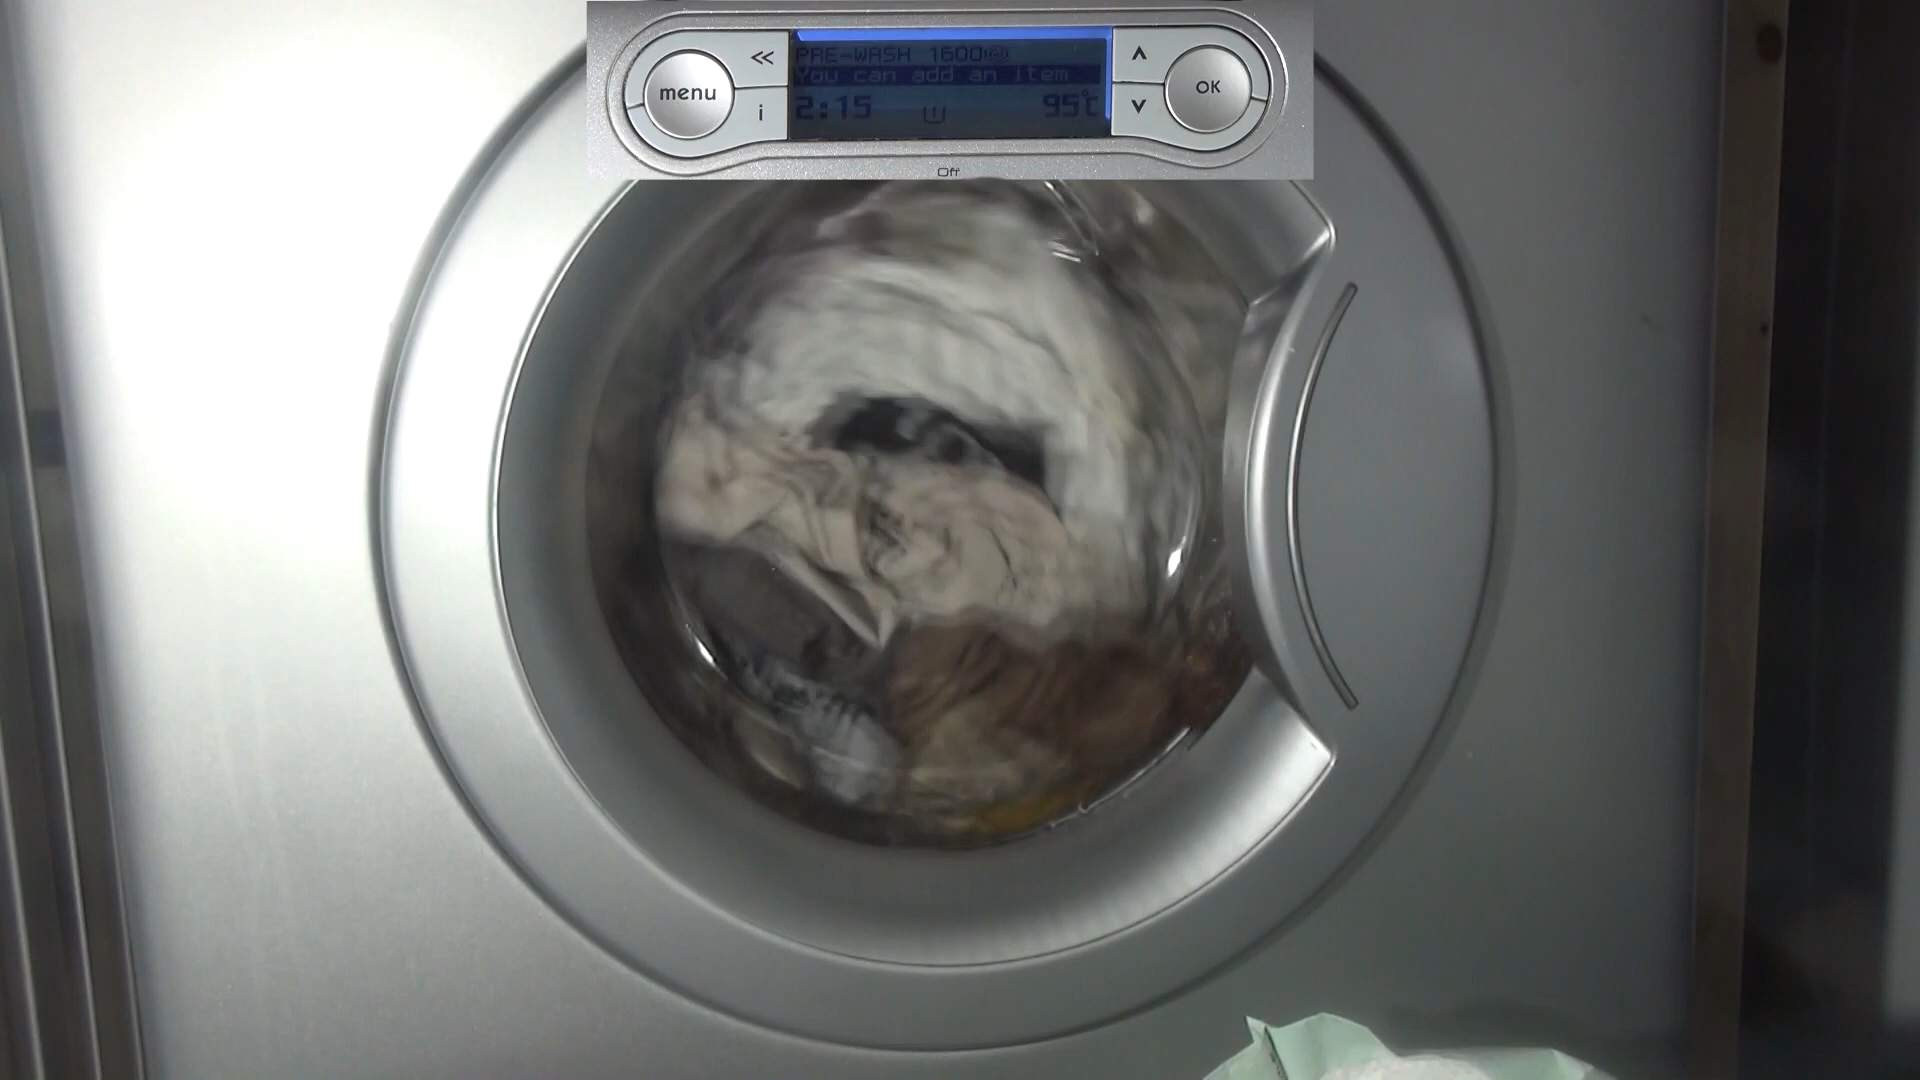 menu
<<
i
PRE-WASH 1600
You can add an item
2:15 95°C
OK
Off